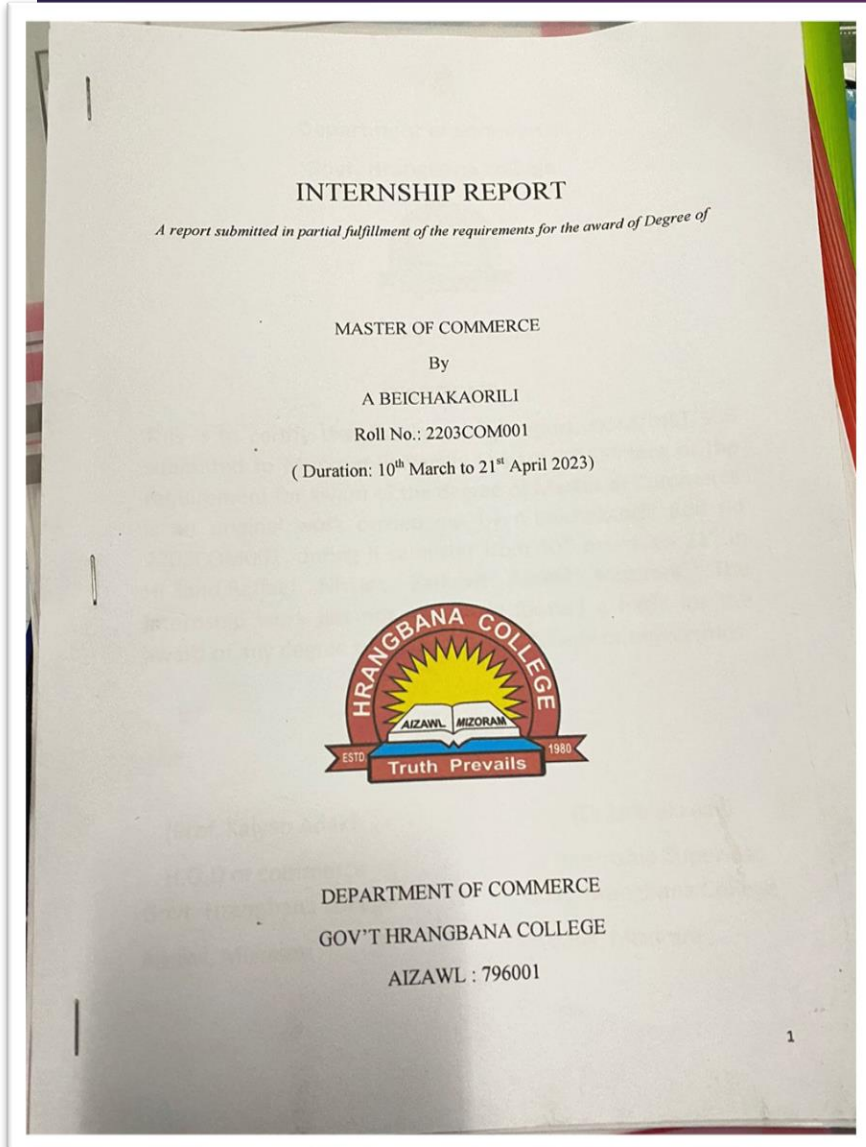 INTERNSHIP REPORT
A report submitted in partial fulfillment of the requirements for the award of Degree of
MASTER OF COMMERCE
By
A BEICHAKAORILI
Roll No.: 2203COM001
( Duration: 10th March to 21st April 2023)
HRANGBANA COLLEGE
AIZAWL MIZORAM
ESTD. 1980
Truth Prevails
DEPARTMENT OF COMMERCE
GOV'T HRANGBANA COLLEGE
AIZAWL : 796001
1